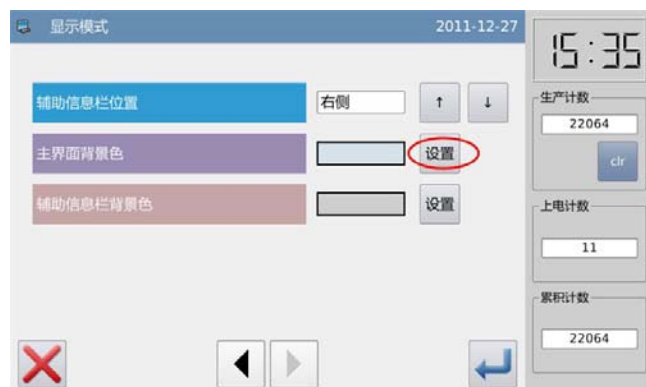 显示模式 2011-12-27
辅助信息栏位置 右侧 ↑ ↓
主界面背景色 设置
辅助信息栏背景色 设置
15:35
生产计数
22064
clr
上电计数
11
累积计数
22064